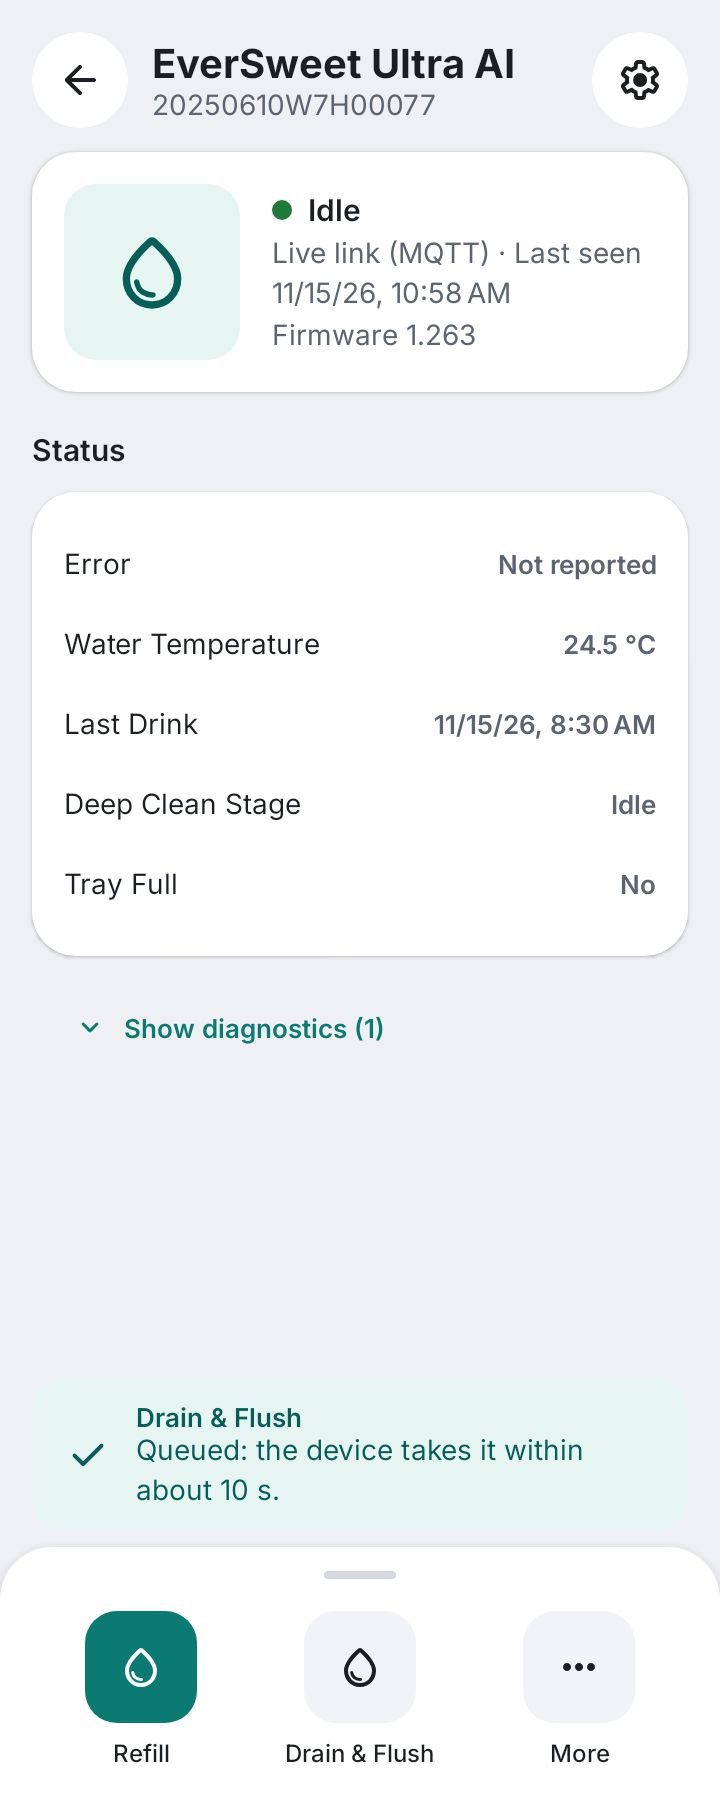 EverSweet Ultra AI
20250610W7H00077
Idle
Live link (MQTT) · Last seen
11/15/26, 10:58 AM
Firmware 1.263
Status
Error
Not reported
Water Temperature
24.5 °C
Last Drink
11/15/26, 8:30 AM
Deep Clean Stage
Idle
Tray Full
No
Show diagnostics (1)
Drain & Flush
Queued: the device takes it within
about 10 s.
Refill
Drain & Flush
More